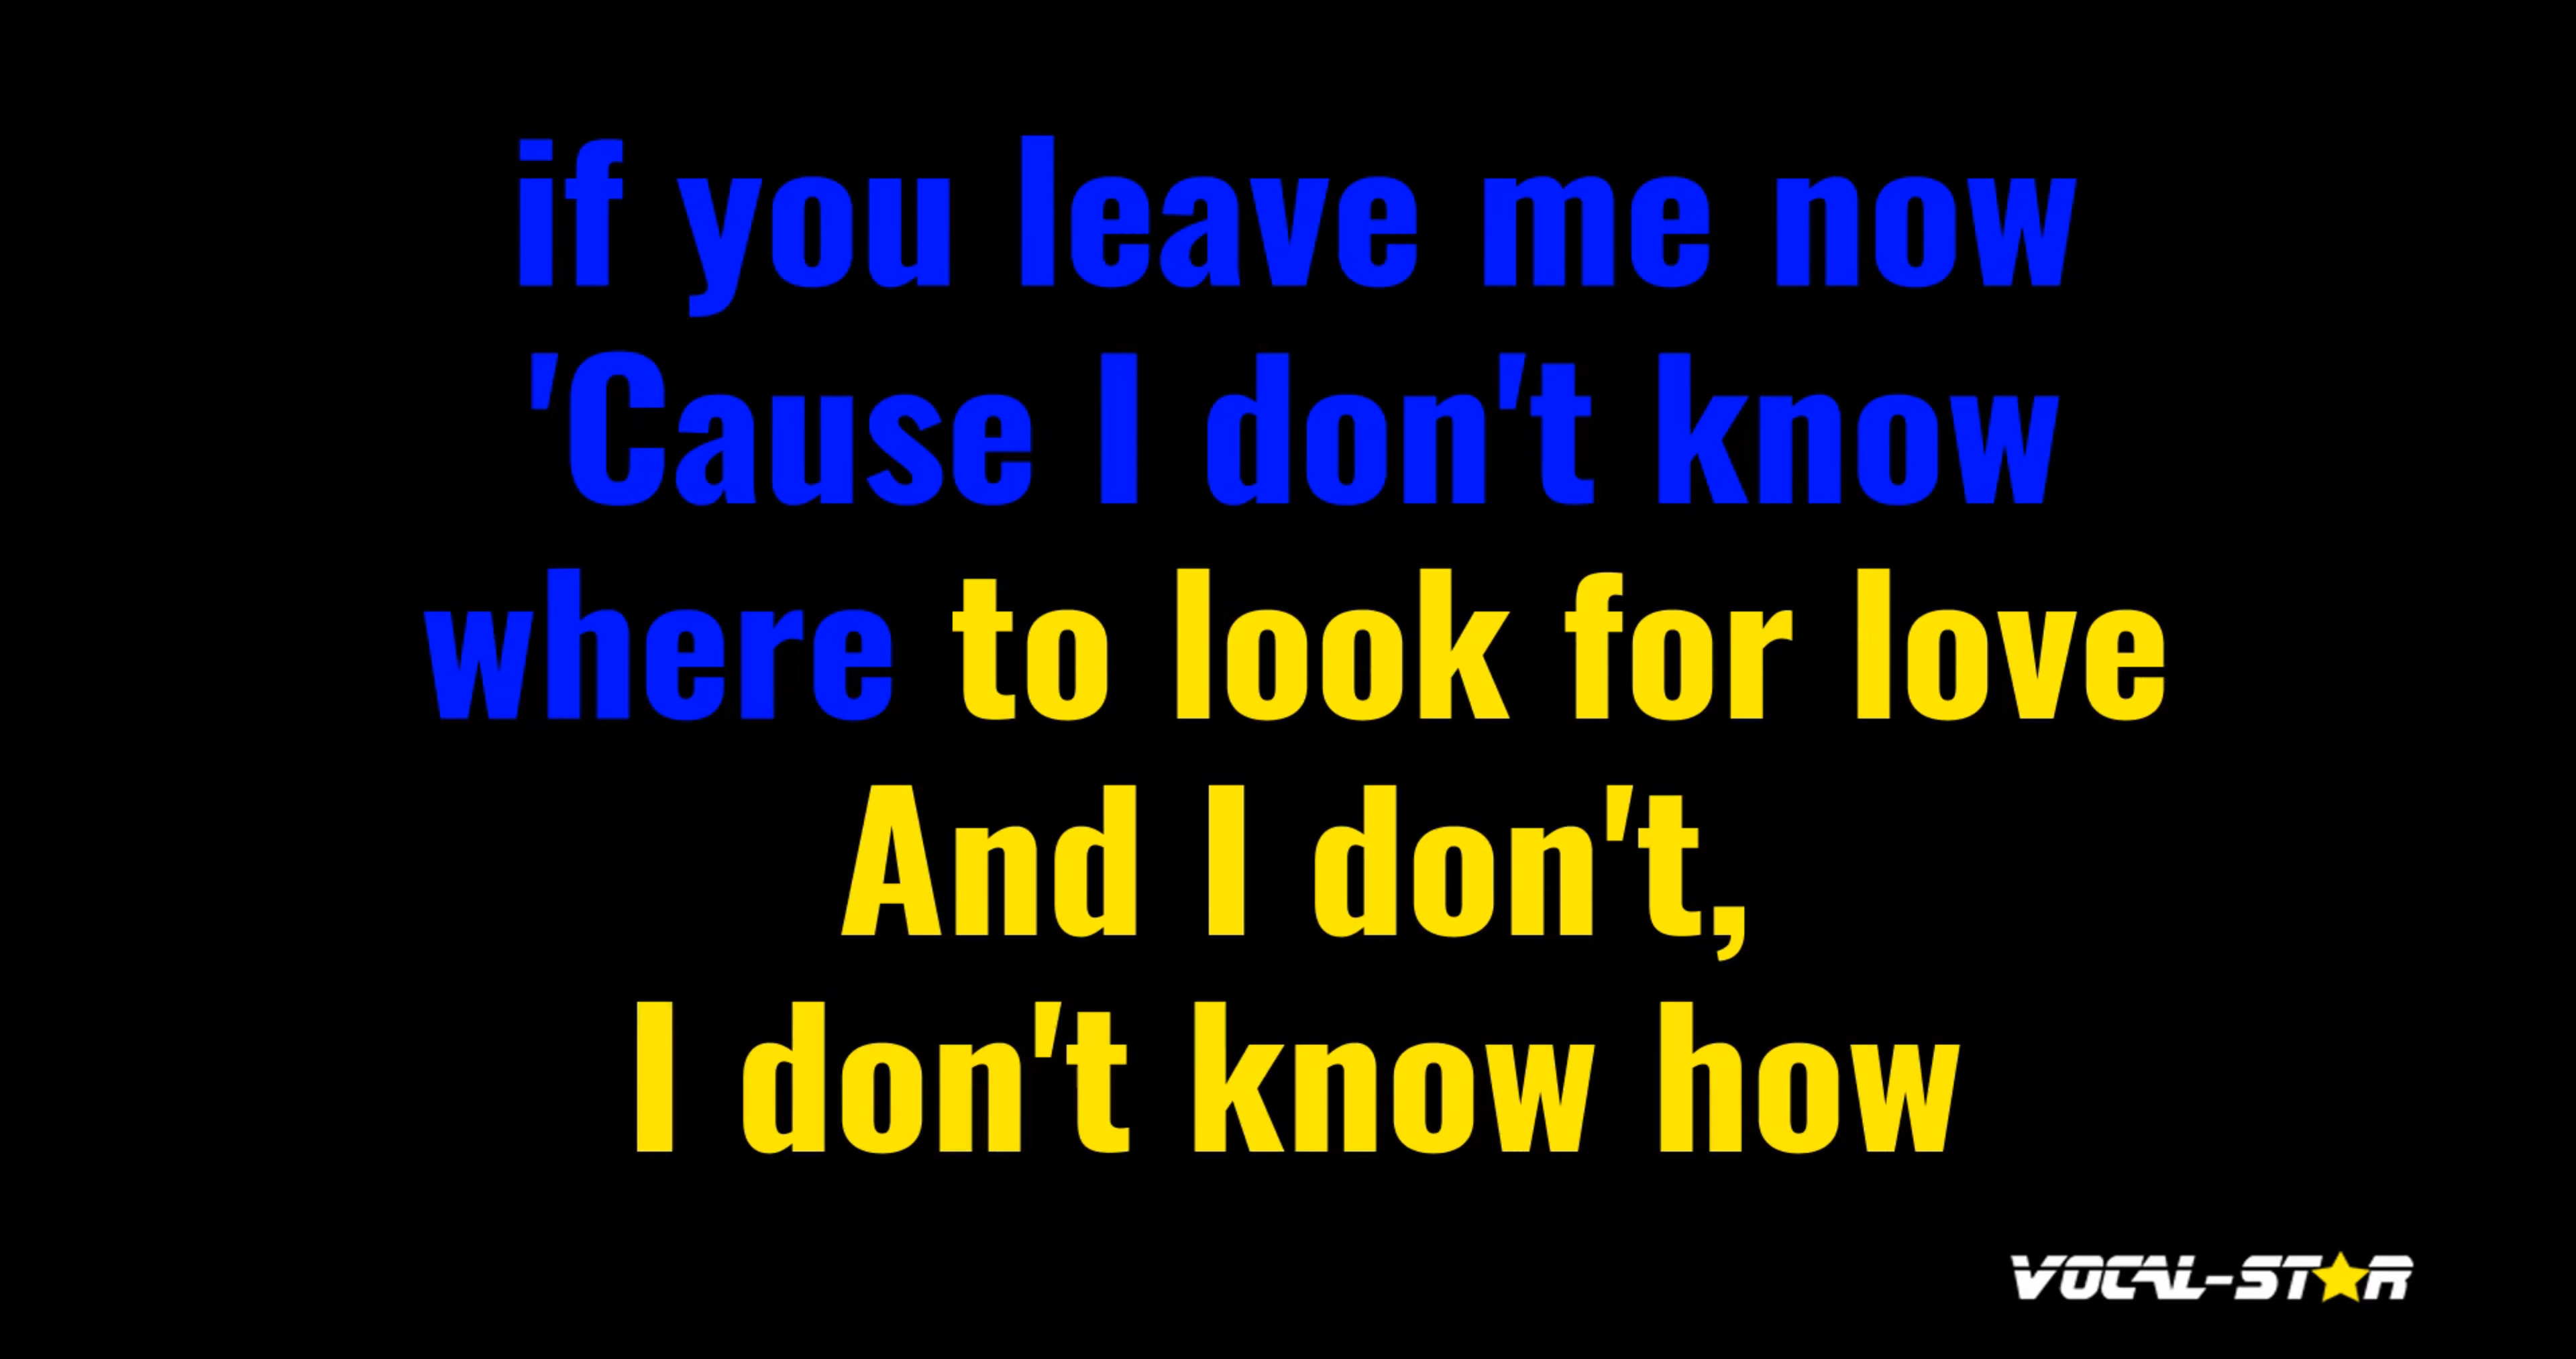 if you leave me now
'Cause I don't know
where to look for love
And I don't,
I don't know how
VOCAL-STAR